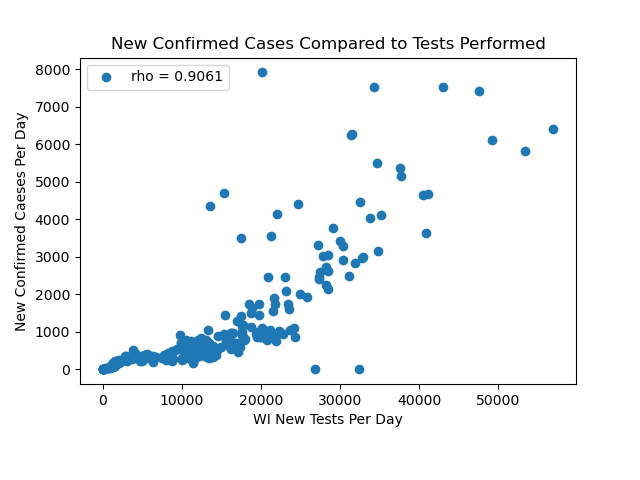 New Confirmed Cases Compared to Tests Performed
rho = 0.9061
8000
7000
6000
5000
4000
3000
2000
1000
0
New Confirmed Caeses Per Day
0 10000 20000 30000 40000 50000
WI New Tests Per Day